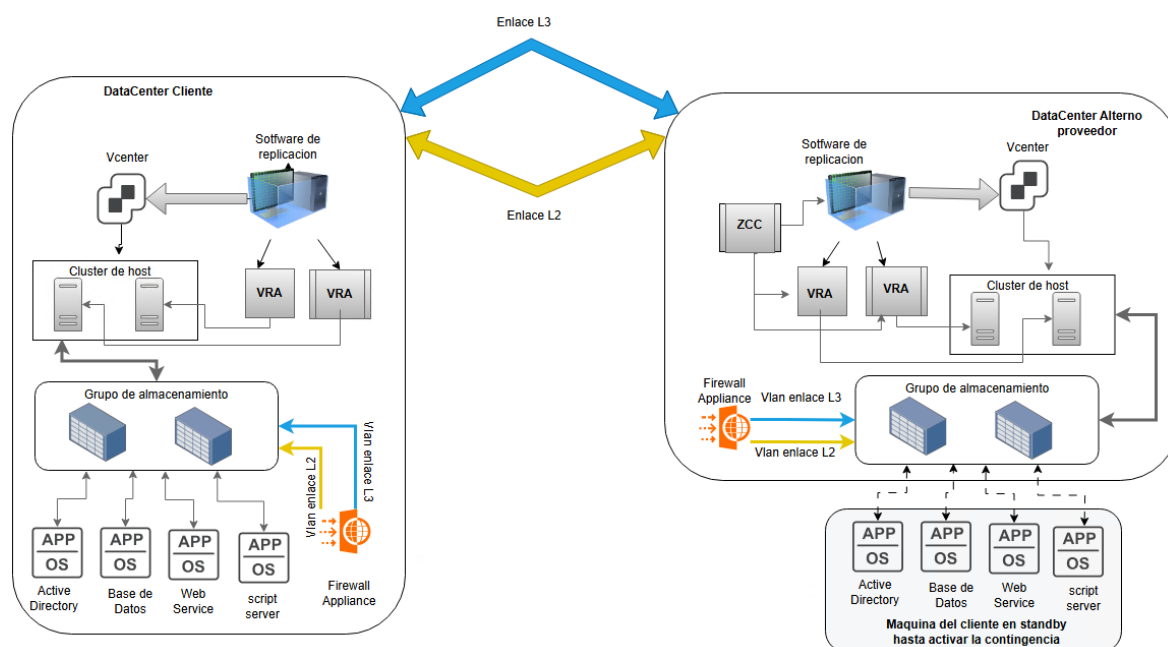 Enlace L3
DataCenter Cliente
Sotfware de
replicacion
Vcenter
Cluster de host
VRA
VRA
Grupo de almacenamiento
Vlan enlace L2
Vlan enlace L3
APP
OS
APP
OS
APP
OS
APP
OS
Active
Directory
Base de
Datos
Web
Service
script
server
Firewall
Appliance
Enlace L2
DataCenter Alterno
proveedor
Sotfware de
replicacion
Vcenter
ZCC
VRA
VRA
Cluster de host
Firewall
Appliance
Vlan enlace L3
Vlan enlace L2
Grupo de almacenamiento
APP
OS
APP
OS
APP
OS
APP
OS
Active
Directory
Base de
Datos
Web
Service
script
server
Maquina del cliente en standby
hasta activar la contingencia